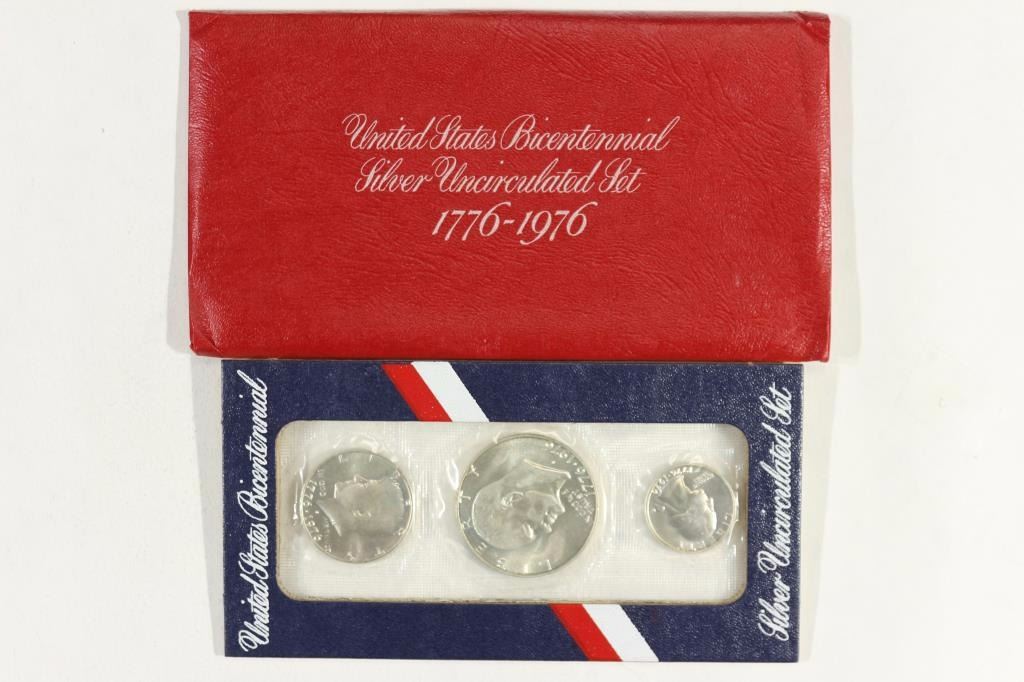 United States Bicentennial
Silver Uncirculated Set
1776-1976
United States Bicentennial
Silver Uncirculated Set